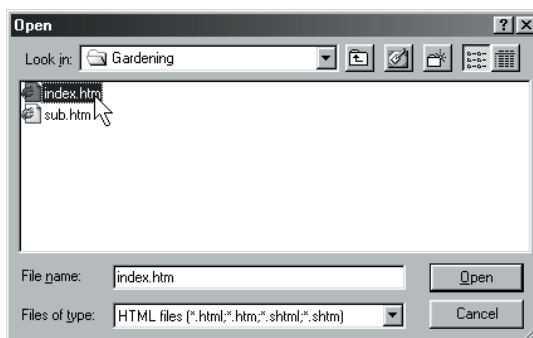 Open
Look in: Gardening
index.htm
sub.htm
File name: index.htm Open
Files of type: HTML files (*.html;*.htm;*.shtml;*.shtm) Cancel